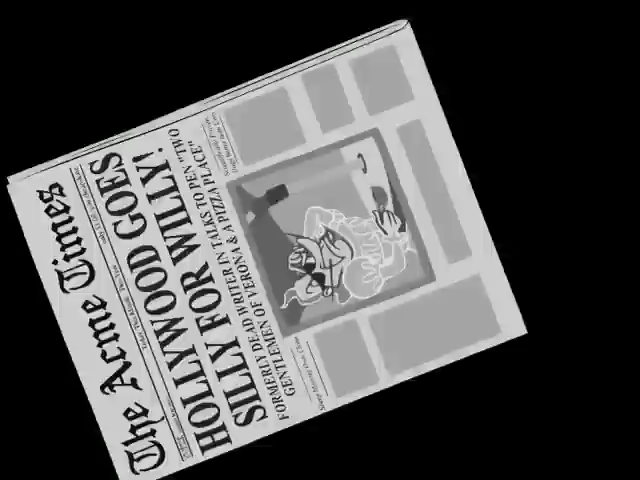 The Acme Times
HOLLYWOOD GOES
SILLY FOR WILLY!
FORMERLY DEAD WRITER IN TALKS TO PEN "TWO
GENTLEMEN OF VERONA & A PIZZA PLACE"